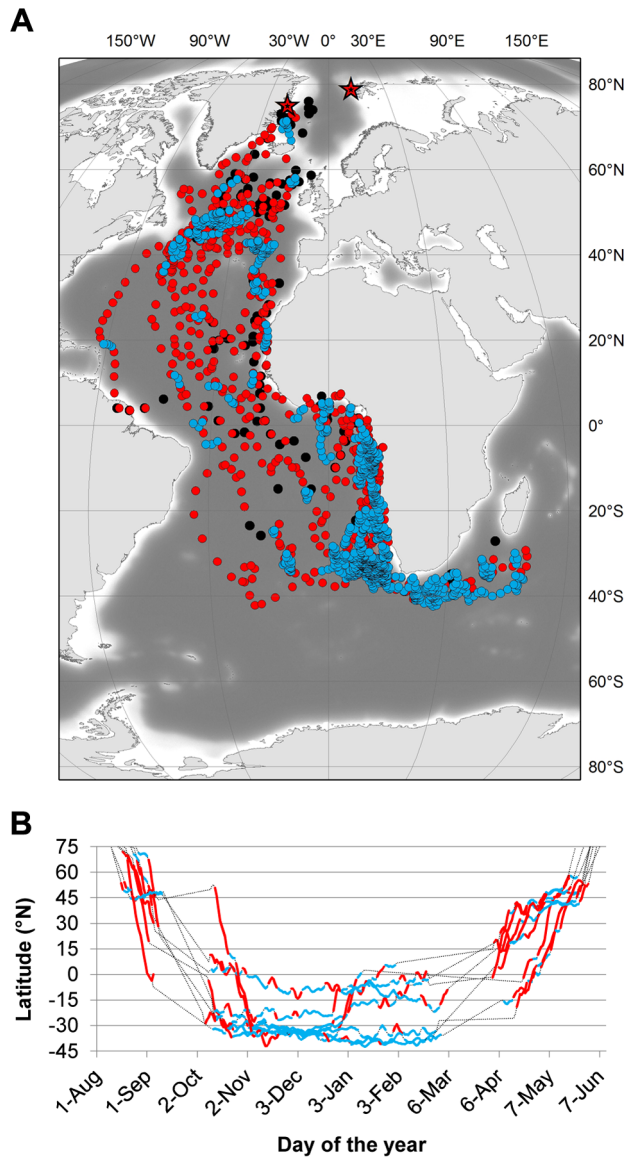 A
150°W 90°W 30°W 0° 30°E 90°E 150°E
80°N
60°N
40°N
20°N
0°
20°S
40°S
60°S
80°S
B
Latitude (°N)
75
60
45
30
15
0
-15
-30
-45
1-Aug 1-Sep 2-Oct 2-Nov 3-Dec 3-Jan 3-Feb 6-Mar 6-Apr 7-May 7-Jun
Day of the year